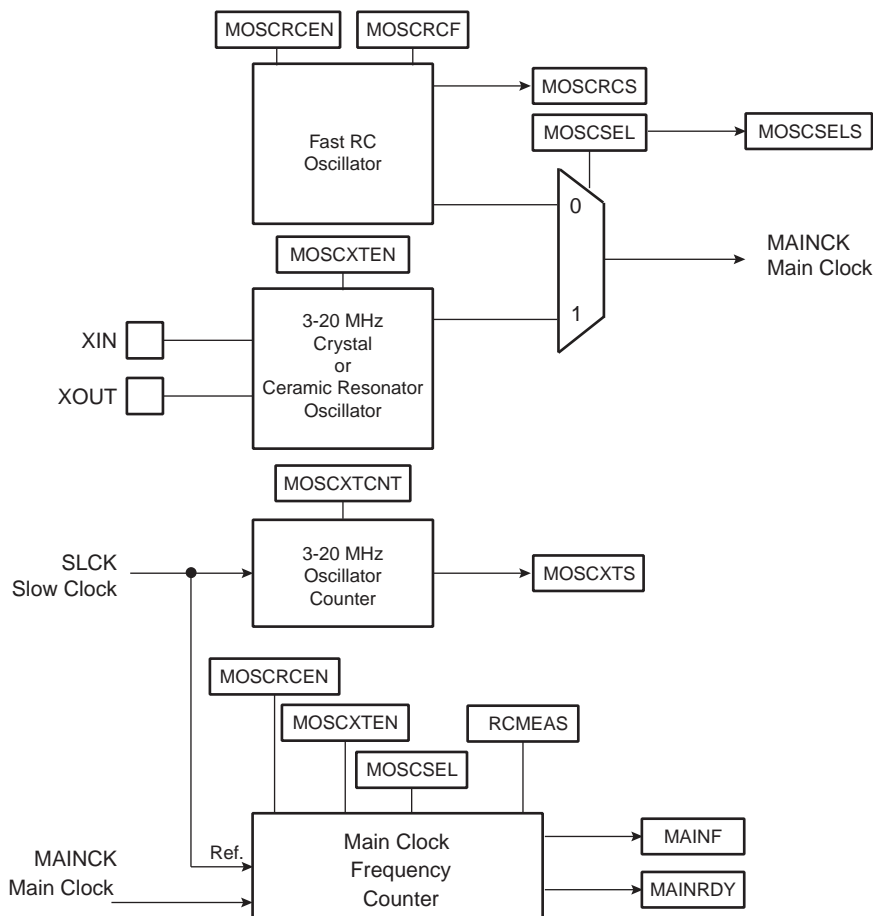 MOSCRCEN
MOSCRCF
Fast RC
Oscillator
MOSCRCS
MOSCSEL
MOSCSELS
0
1
MAINCK
Main Clock
MOSCXTEN
3-20 MHz
Crystal
or
Ceramic Resonator
Oscillator
XIN
XOUT
MOSCXTCNT
SLCK
Slow Clock
3-20 MHz
Oscillator
Counter
MOSCXTS
MOSCRCEN
MOSCXTEN
MOSCSEL
RCMEAS
MAINCK
Main Clock
Ref.
Main Clock
Frequency
Counter
MAINF
MAINRDY